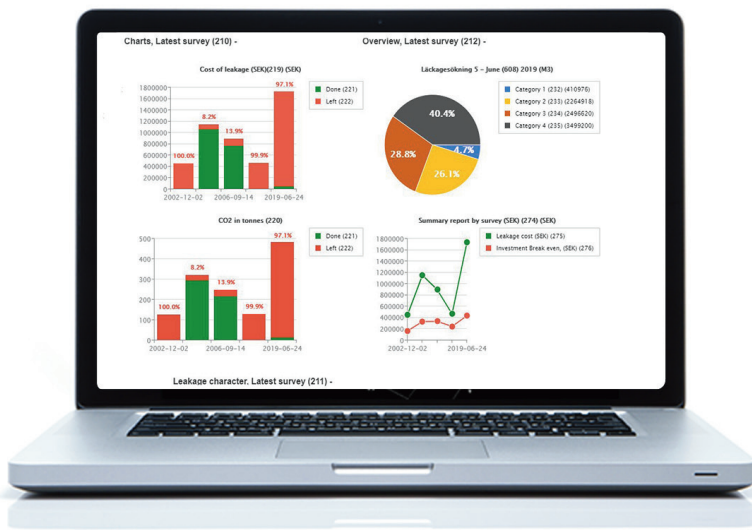 Charts, Latest survey (210) -
Overview, Latest survey (212) -
Cost of leakage (SEK)(219) (SEK)
1800000
1600000
1400000
1200000
1000000
800000
600000
400000
200000
0
100.0%
8.2%
13.9%
99.9%
97.1%
2002-12-02
2006-09-14
2019-06-24
Done (221)
Left (222)
Läckagesökning 5 - June (608) 2019 (M3)
40.4%
4.7%
28.8%
26.1%
Category 1 (232) (410976)
Category 2 (233) (2264918)
Category 3 (234) (2496620)
Category 4 (235) (3499200)
CO2 in tonnes (220)
500
400
300
200
100
0
100.0%
8.2%
13.9%
99.9%
97.1%
2002-12-02
2006-09-14
2019-06-24
Done (221)
Left (222)
Summary report by survey (SEK) (274) (SEK)
1800000
1600000
1400000
1200000
1000000
800000
600000
400000
200000
0
2002-12-02
2019-06-24
Leakage cost (SEK) (275)
Investment Break even, (SEK) (276)
Leakage character, Latest survey (211) -